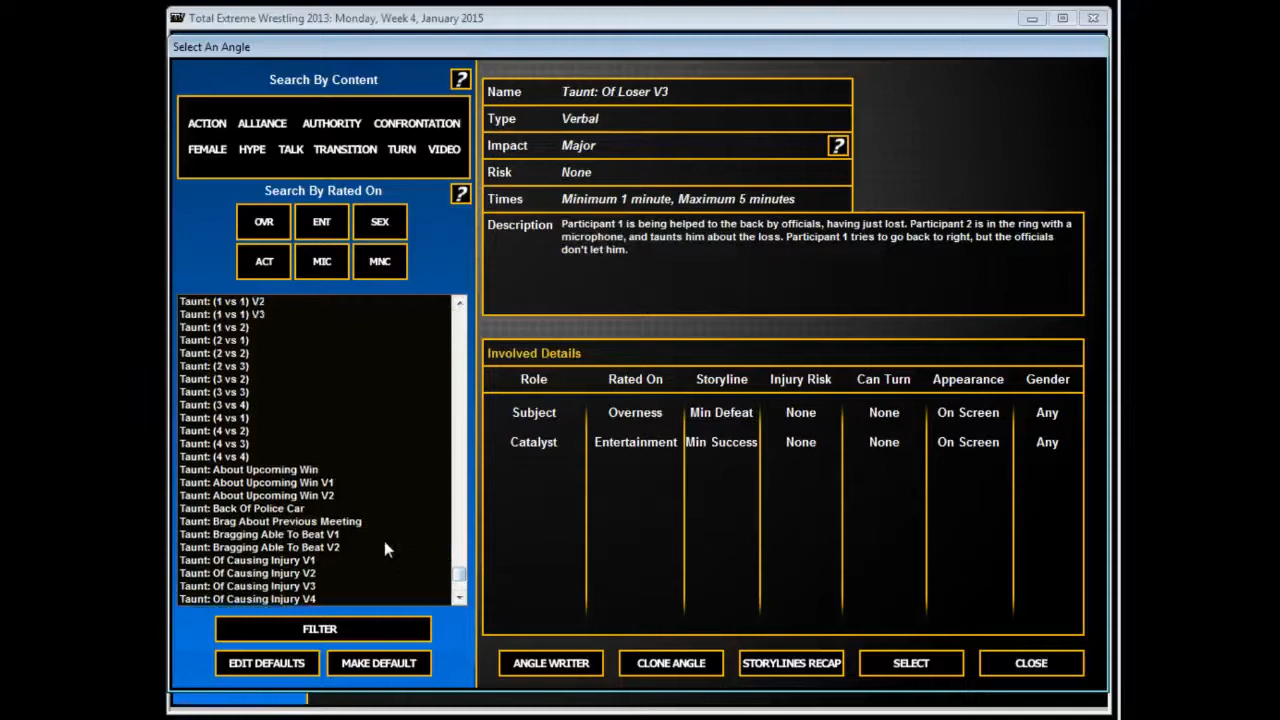 Total Extreme Wrestling 2013: Monday, Week 4, January 2015
Select An Angle
Search By Content
?
ACTION ALLIANCE AUTHORITY CONFRONTATION
FEMALE HYPE TALK TRANSITION TURN VIDEO
Search By Rated On
?
OVR ENT SEX
ACT MIC MNC
Taunt: (1 vs 1) V2
Taunt: (1 vs 1) V3
Taunt: (1 vs 2)
Taunt: (2 vs 1)
Taunt: (2 vs 2)
Taunt: (2 vs 3)
Taunt: (3 vs 2)
Taunt: (3 vs 3)
Taunt: (3 vs 4)
Taunt: (4 vs 1)
Taunt: (4 vs 2)
Taunt: (4 vs 3)
Taunt: (4 vs 4)
Taunt: About Upcoming Win
Taunt: About Upcoming Win V1
Taunt: About Upcoming Win V2
Taunt: Back Of Police Car
Taunt: Brag About Previous Meeting
Taunt: Bragging Able To Beat V1
Taunt: Bragging Able To Beat V2
Taunt: Of Causing Injury V1
Taunt: Of Causing Injury V2
Taunt: Of Causing Injury V3
Taunt: Of Causing Injury V4
FILTER
EDIT DEFAULTS MAKE DEFAULT
Name Taunt: Of Loser V3
Type Verbal
Impact Major ?
Risk None
Times Minimum 1 minute, Maximum 5 minutes
Description Participant 1 is being helped to the back by officials, having just lost. Participant 2 is in the ring with a
microphone, and taunts him about the loss. Participant 1 tries to go back to right, but the officials
don't let him.
Involved Details
Role Rated On Storyline Injury Risk Can Turn Appearance Gender
Subject Overness Min Defeat None None On Screen Any
Catalyst Entertainment Min Success None None On Screen Any
ANGLE WRITER CLONE ANGLE STORYLINES RECAP SELECT CLOSE